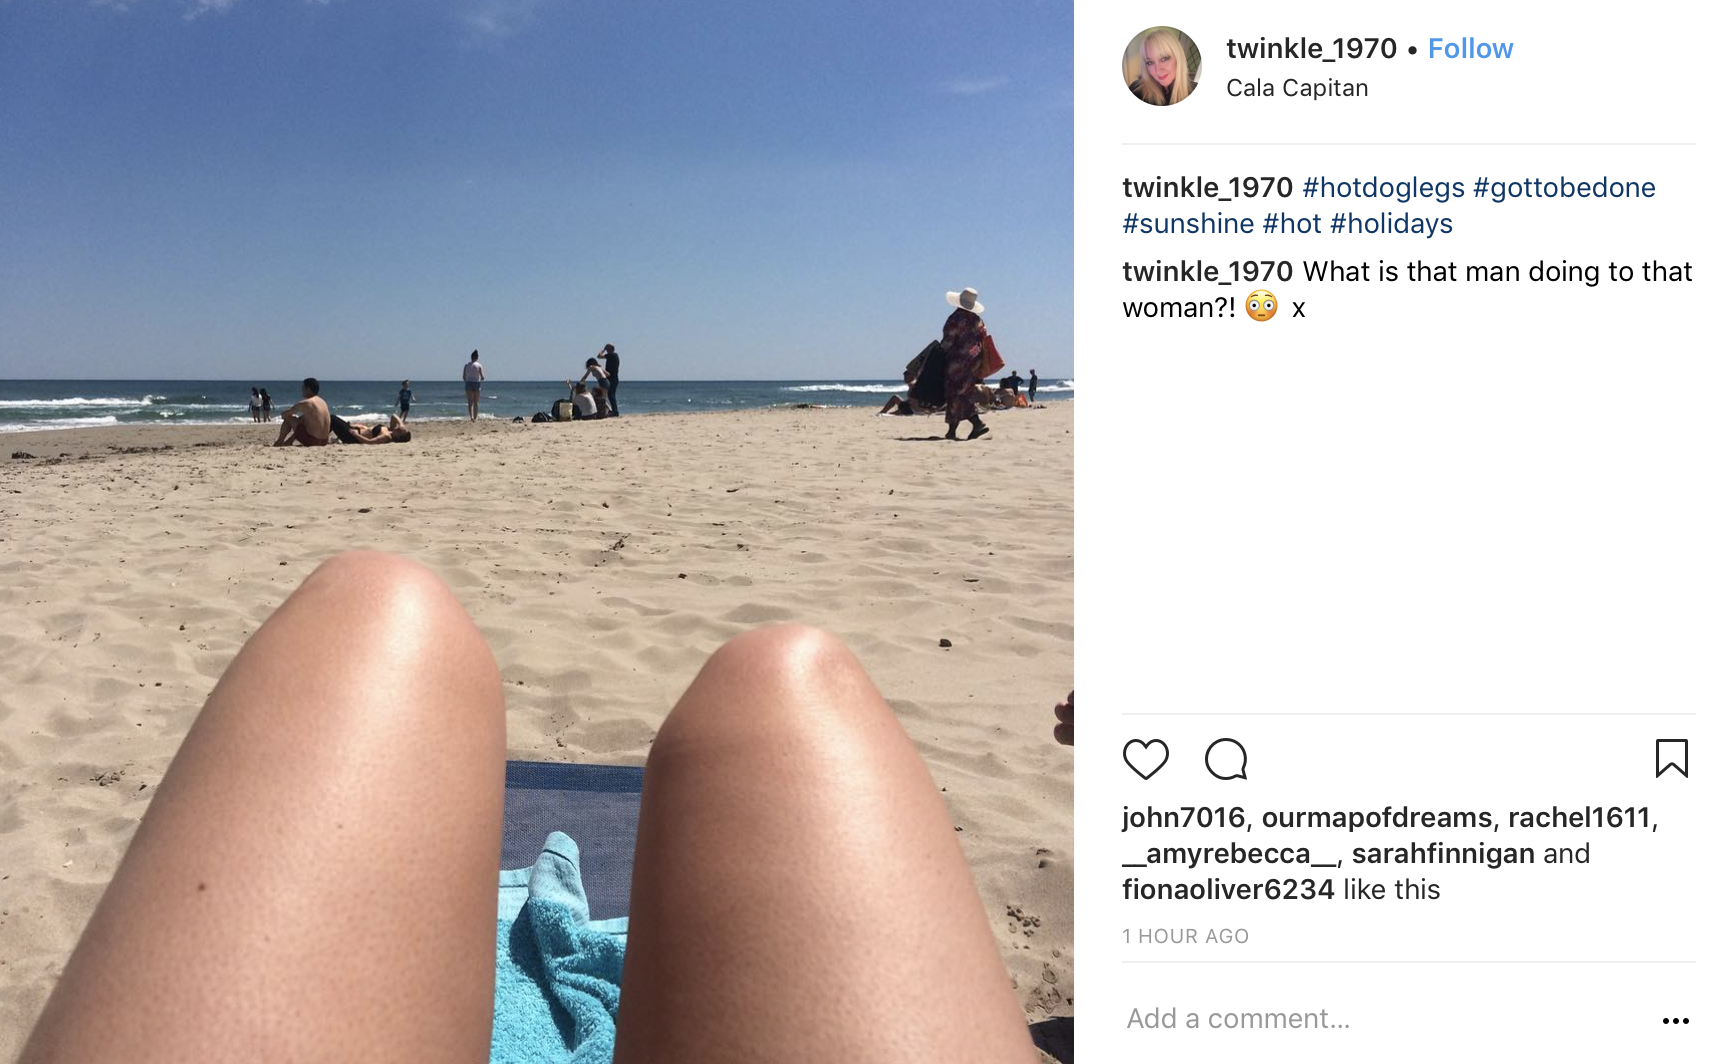 twinkle_1970 • Follow
Cala Capitan
twinkle_1970 #hotdoglegs #gottobedone
#sunshine #hot #holidays
twinkle_1970 What is that man doing to that
woman?! 😳 x
john7016, ourmapofdreams, rachel1611,
__amyrebecca__, sarahfinnigan and
fionaoliver6234 like this
1 HOUR AGO
Add a comment...